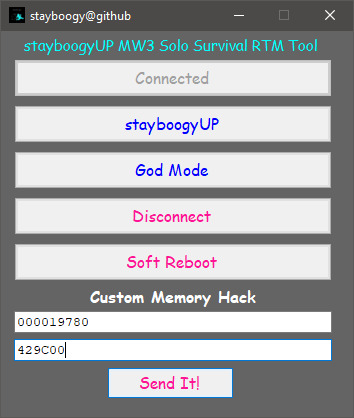 stayboogy@github
stayboogyUP MW3 Solo Survival RTM Tool
Connected
stayboogyUP
God Mode
Disconnect
Soft Reboot
Custom Memory Hack
000019780
429C00
Send It!